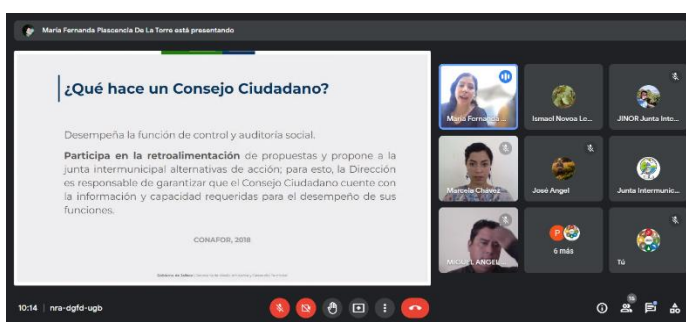 María Fernanda Plascencia De La Torre está presentando
¿Qué hace un Consejo Ciudadano?
Desempeña la función de control y auditoría social.
Participa en la retroalimentación de propuestas y propone a la
junta intermunicipal alternativas de acción; para esto, la Dirección
es responsable de garantizar que el Consejo Ciudadano cuente con
la información y capacidad requeridas para el desempeño de sus
funciones.
CONAFOR, 2018
María Fernanda ...
Ismael Novoa Le...
JINOR Junta Inte...
Marcela Chávez
José Angel
Junta Intermunic...
MIGUEL ANGEL
P
6 más
Tú
10:14 | nra-dgfd-ugb